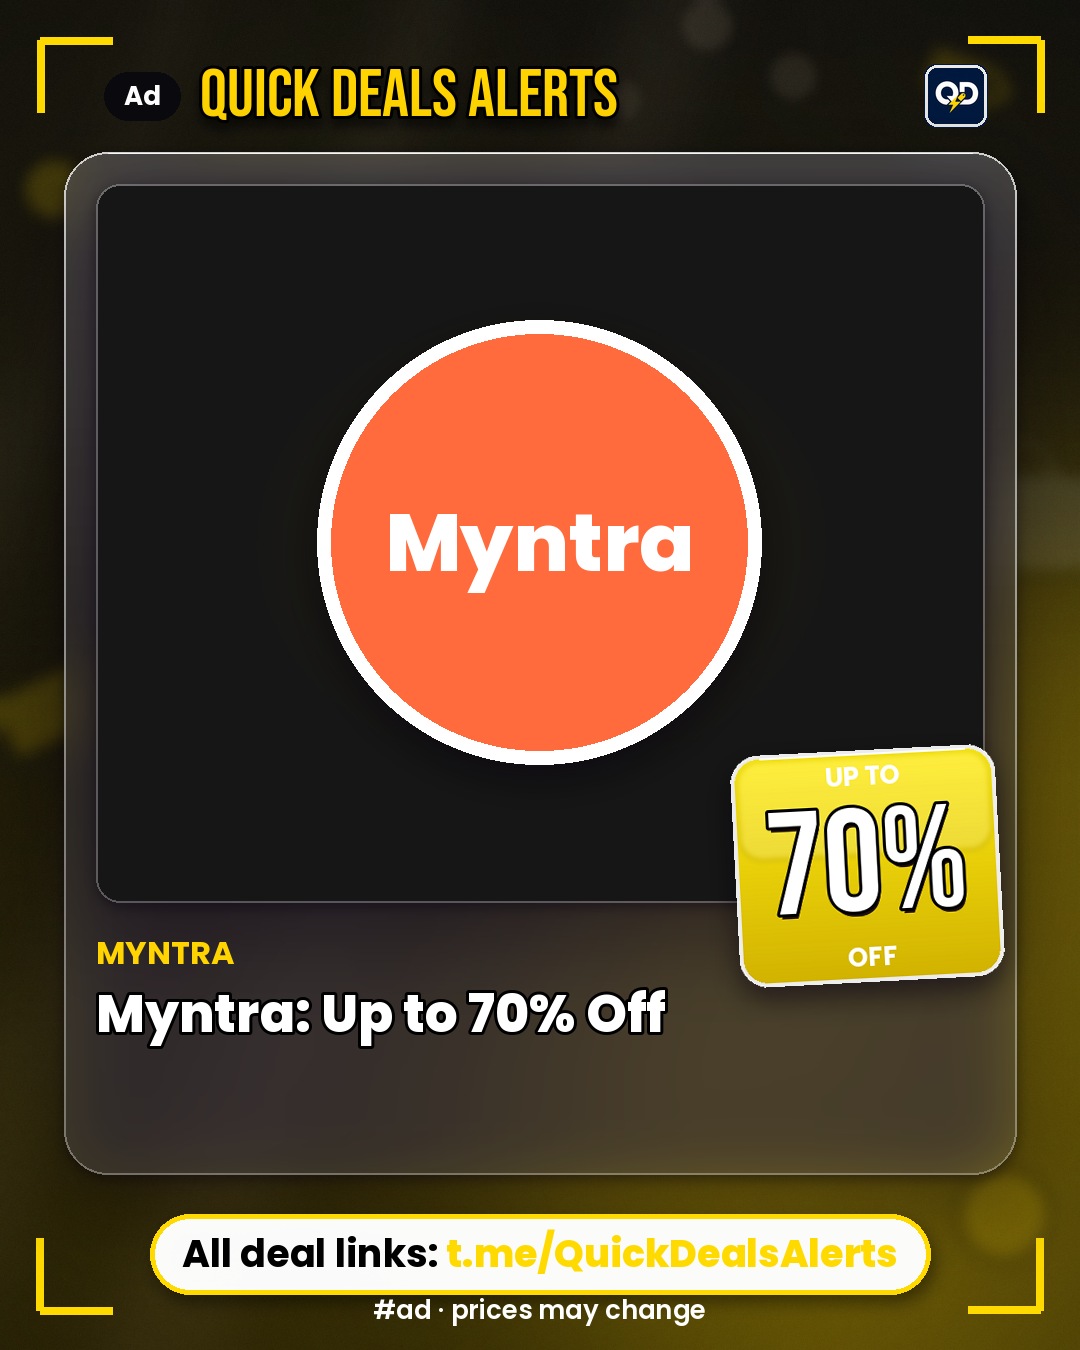 Ad
QUICK DEALS ALERTS
QD
Myntra
UP TO
70%
OFF
MYNTRA
Myntra: Up to 70% Off
All deal links: t.me/QuickDealsAlerts
#ad · prices may change